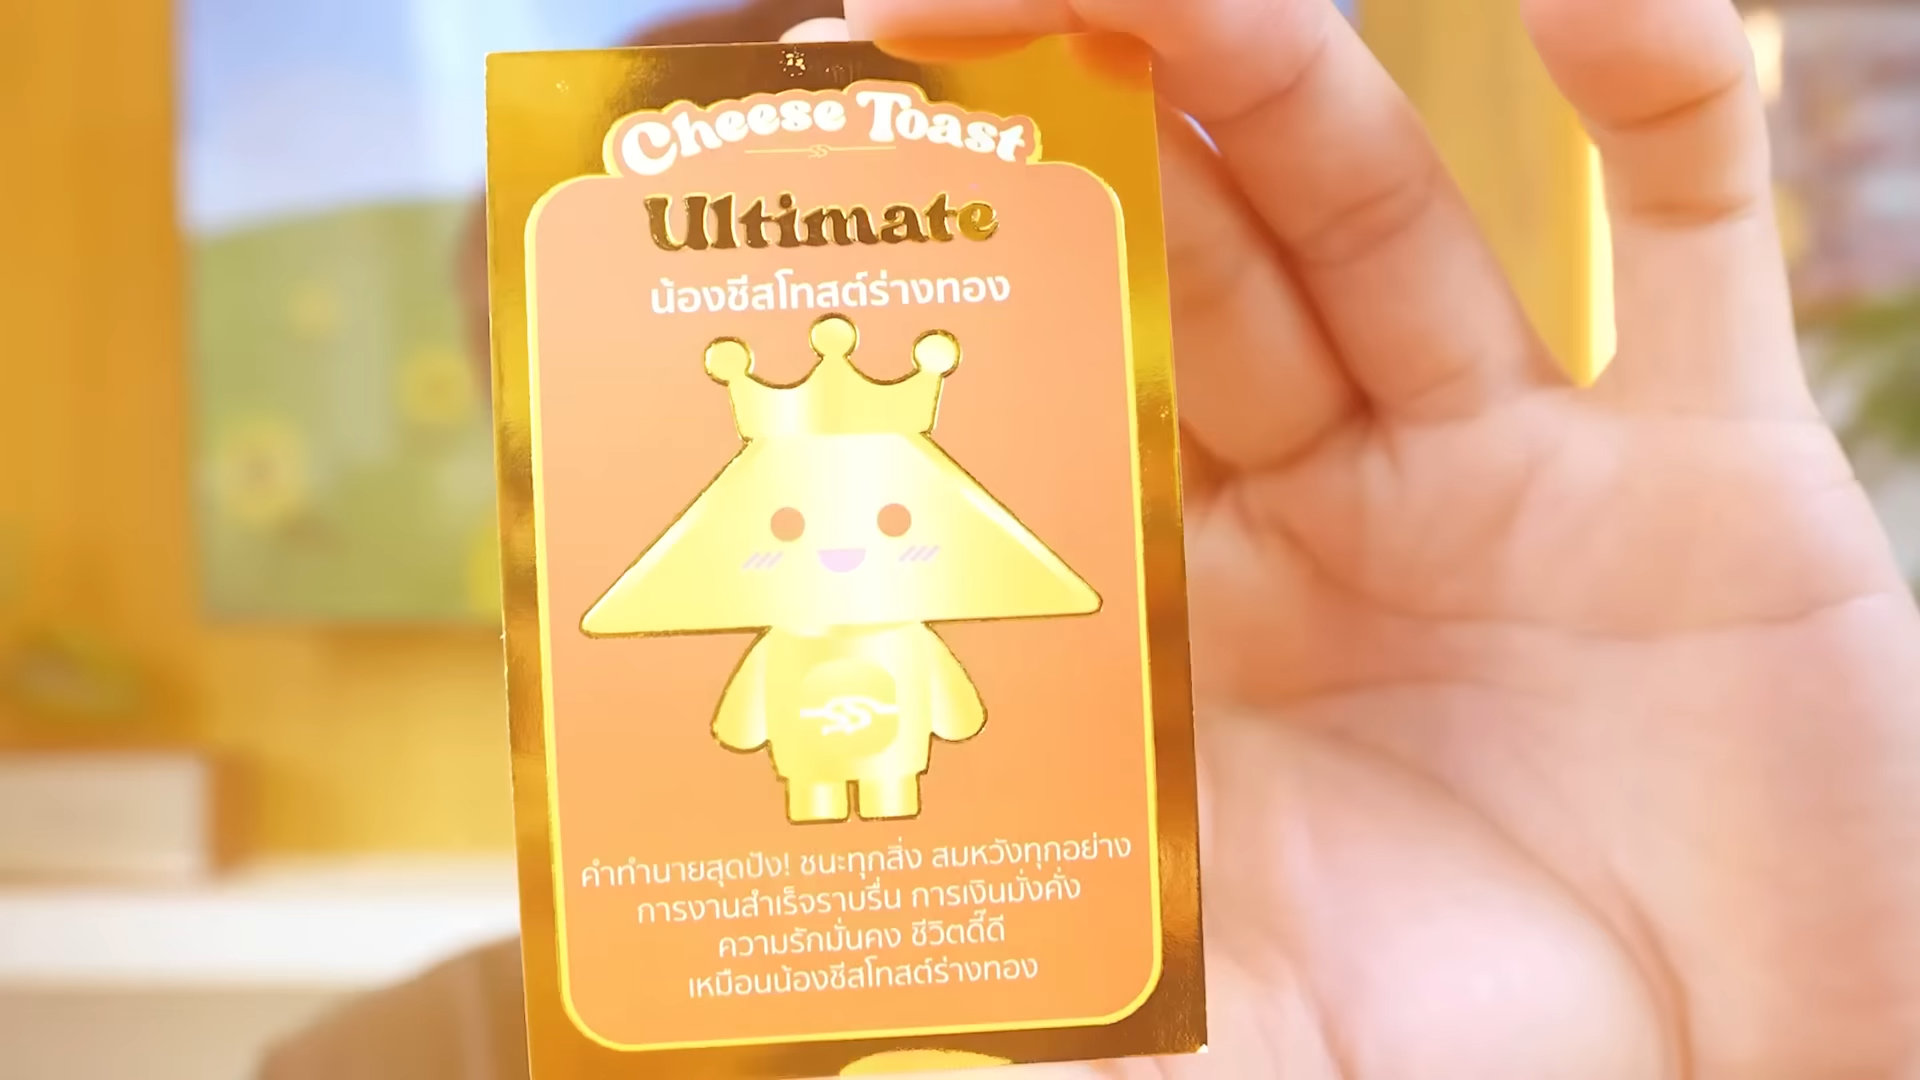 Cheese Toast
Ultimate
น้องชีสโทสต์ร่างทอง
คำทำนายสุดปัง! ชนะทุกสิ่ง สมหวังทุกอย่าง
การงานสำเร็จราบรื่น การเงินมั่งคั่ง
ความรักมั่นคง ชีวิตดี๊ดี
เหมือนน้องชีสโทสต์ร่างทอง